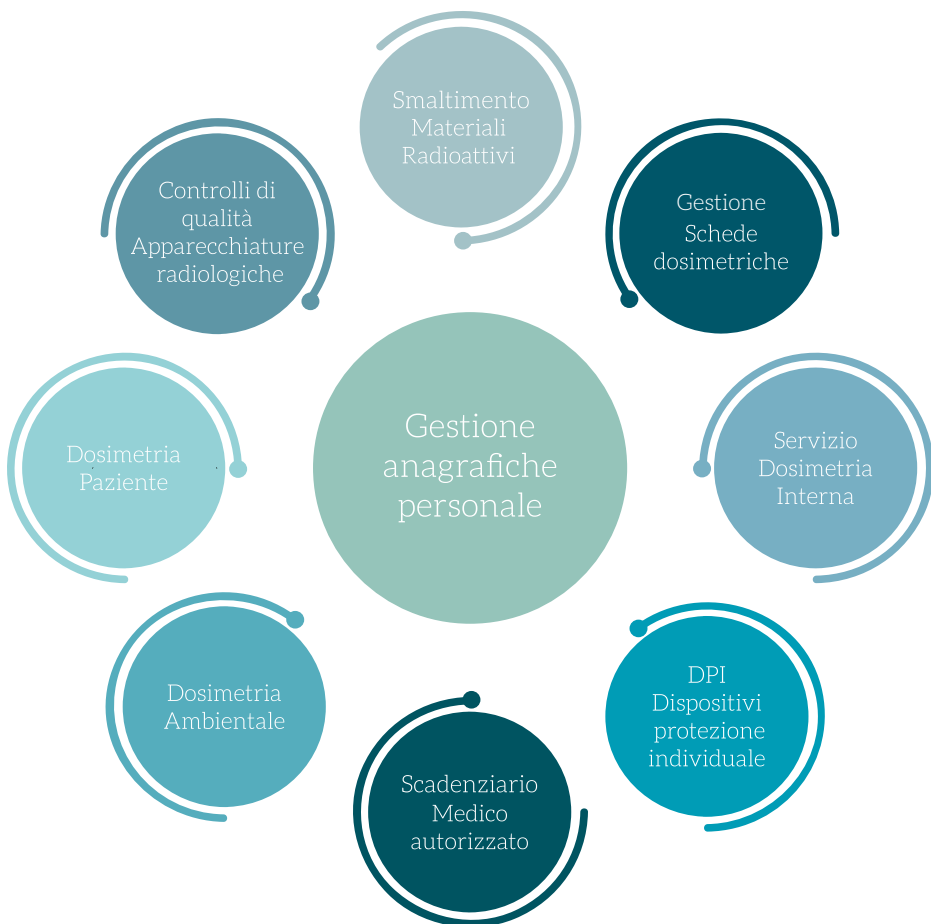 Smaltimento
Materiali
Radioattivi
Gestione
Schede
dosimetriche
Servizio
Dosimetria
Interna
DPI
Dispositivi
protezione
individuale
Scadenziario
Medico
autorizzato
Dosimetria
Ambientale
Dosimetria
Paziente
Controlli di
qualità
Apparecchiature
radiologiche
Gestione
anagrafiche
personale